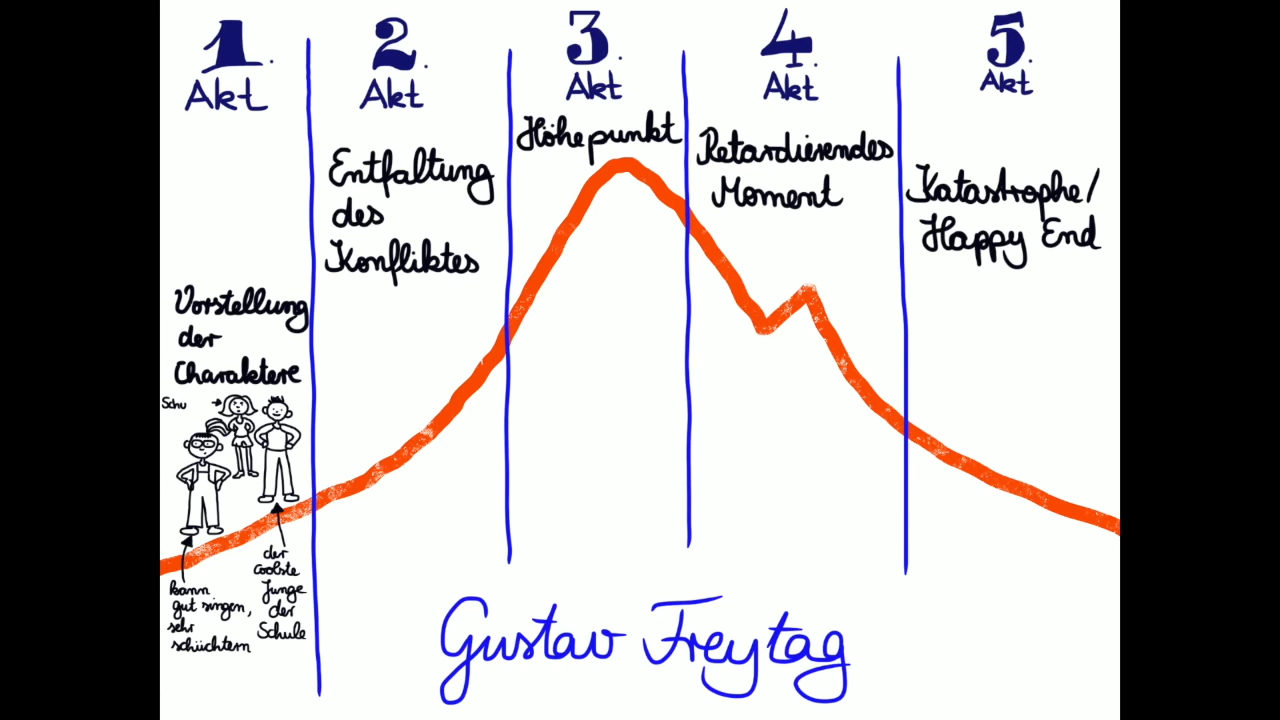 1.
Akt
2.
Akt
3.
Akt
4.
Akt
5.
Akt
Vorstellung
der
Charaktere
Schu
kann
gut singen,
sehr
schüchtern
der
coolste
Junge
der
Schule
Entfaltung
des
Konfliktes
Höhepunkt
Retardierendes
Moment
Katastrophe/
Happy End
Gustav Freytag